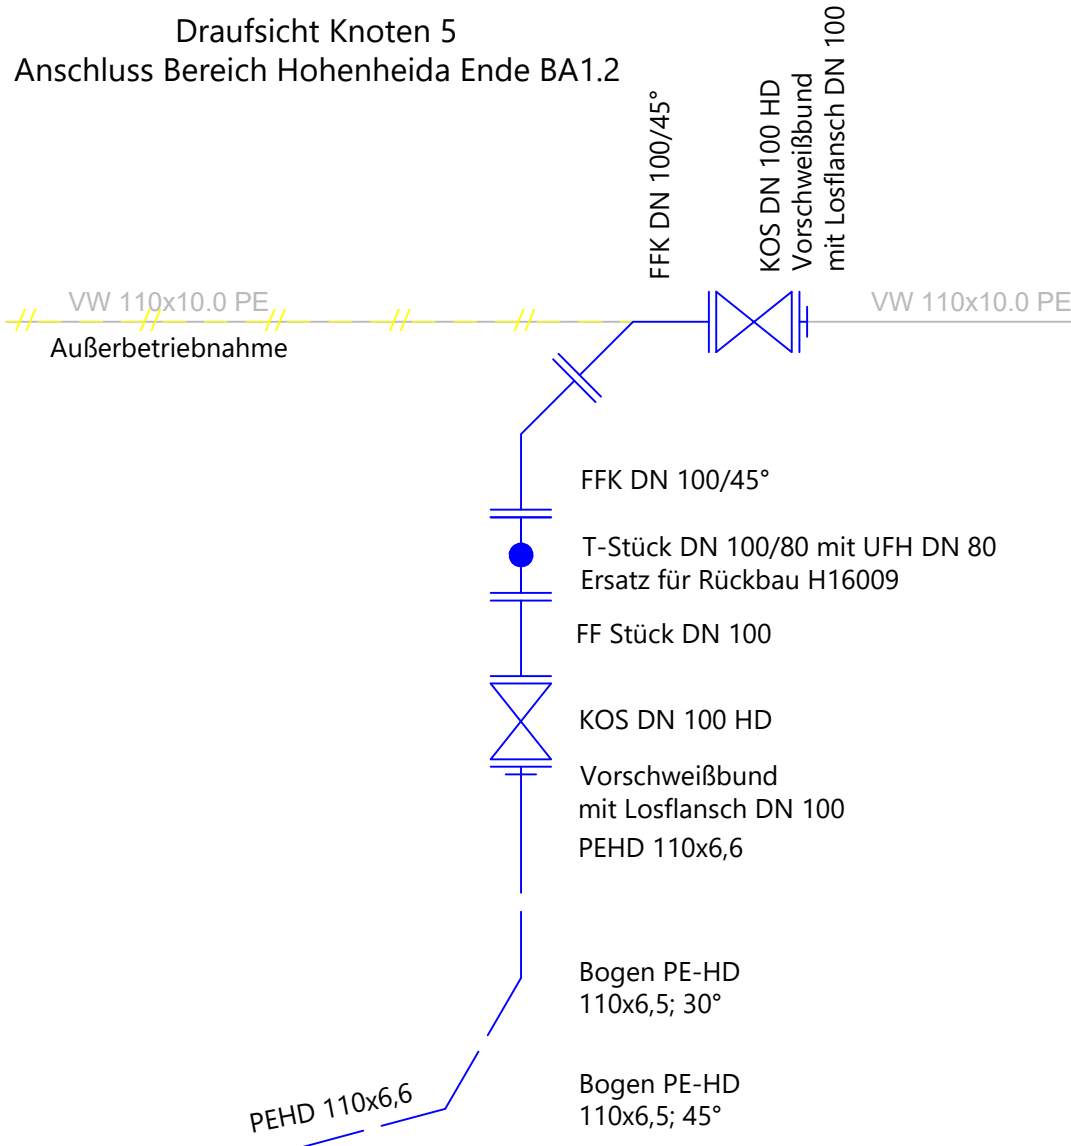 Draufsicht Knoten 5
Anschluss Bereich Hohenheida Ende BA1.2
FFK DN 100/45°
KOS DN 100 HD
Vorschweißbund
mit Losflansch DN 100
VW 110x10.0 PE
VW 110x10.0 PE
Außerbetriebnahme
FFK DN 100/45°
T-Stück DN 100/80 mit UFH DN 80
Ersatz für Rückbau H16009
FF Stück DN 100
KOS DN 100 HD
Vorschweißbund
mit Losflansch DN 100
PEHD 110x6,6
Bogen PE-HD
110x6,5; 30°
Bogen PE-HD
110x6,5; 45°
PEHD 110x6,6